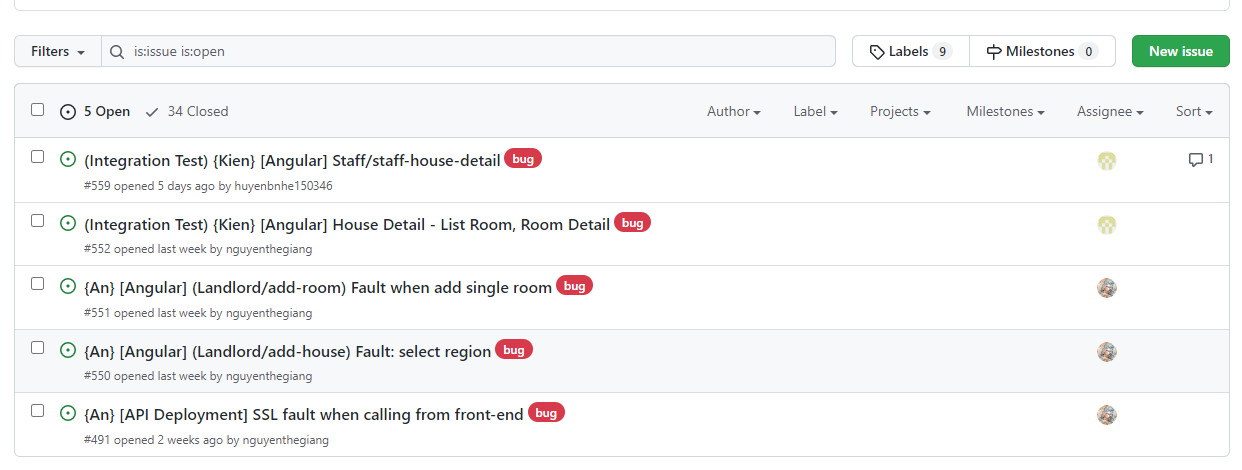 Filters is:issue is:open Labels 9 Milestones 0 New issue
5 Open 34 Closed Author Label Projects Milestones Assignee Sort
(Integration Test) {Kien} [Angular] Staff/staff-house-detail bug 1
#559 opened 5 days ago by huyenbnhe150346
(Integration Test) {Kien} [Angular] House Detail - List Room, Room Detail bug
#552 opened last week by nguyenthegiang
{An} [Angular] (Landlord/add-room) Fault when add single room bug
#551 opened last week by nguyenthegiang
{An} [Angular] (Landlord/add-house) Fault: select region bug
#550 opened last week by nguyenthegiang
{An} [API Deployment] SSL fault when calling from front-end bug
#491 opened 2 weeks ago by nguyenthegiang